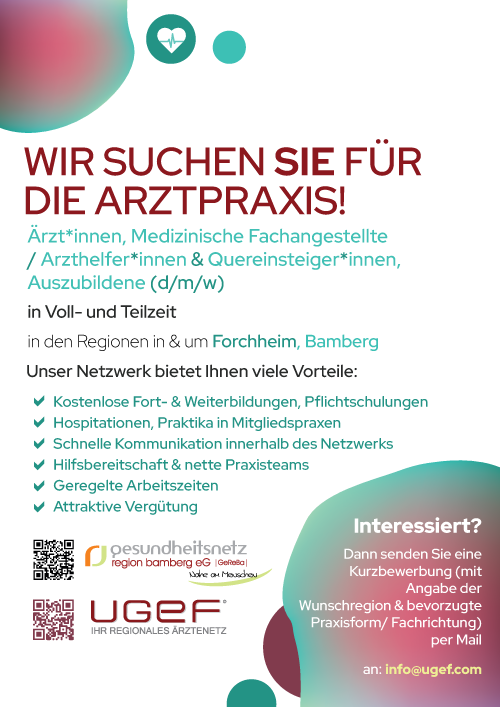 WIR SUCHEN SIE FÜR
DIE ARZTPRAXIS!
Ärzt*innen, Medizinische Fachangestellte
/ Arzthelfer*innen & Quereinsteiger*innen,
Auszubildene (d/m/w)
in Voll- und Teilzeit
in den Regionen in & um Forchheim, Bamberg
Unser Netzwerk bietet Ihnen viele Vorteile:
Kostenlose Fort- & Weiterbildungen, Pflichtschulungen
Hospitationen, Praktika in Mitgliedspraxen
Schnelle Kommunikation innerhalb des Netzwerks
Hilfsbereitschaft & nette Praxisteams
Geregelte Arbeitszeiten
Attraktive Vergütung
gesundheitsnetz
region bamberg eG |GeReBa|
Nahe am Menschen
UGEF®
IHR REGIONALES ÄRZTENETZ
Interessiert?
Dann senden Sie eine
Kurzbewerbung (mit
Angabe der
Wunschregion & bevorzugte
Praxisform/ Fachrichtung)
per Mail
an: info@ugef.com